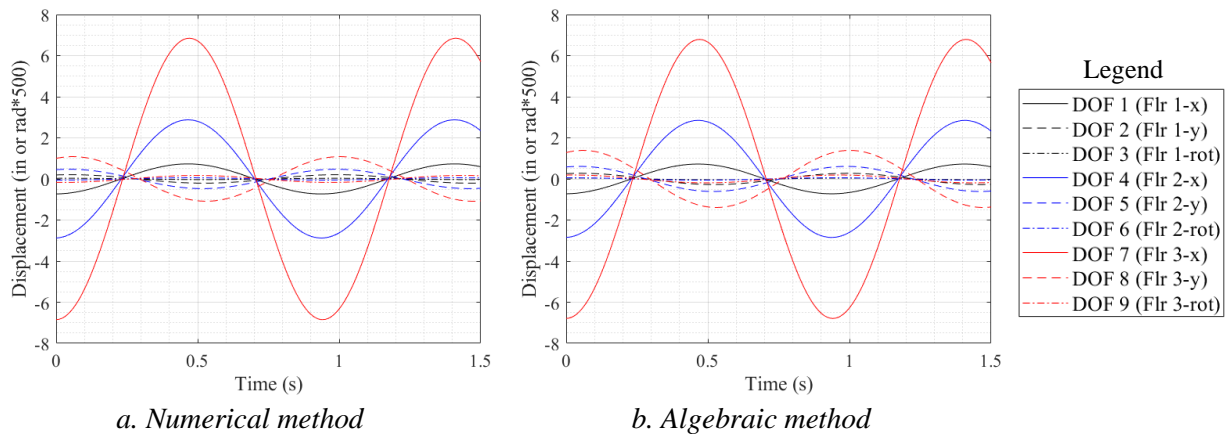 8
6
4
2
0
-2
-4
-6
-8
Displacement (in or rad*500)
0
0.5
1
1.5
Time (s)
a. Numerical method
8
6
4
2
0
-2
-4
-6
-8
Displacement (in or rad*500)
0
0.5
1
1.5
Time (s)
b. Algebraic method
Legend
DOF 1 (Flr 1-x)
DOF 2 (Flr 1-y)
DOF 3 (Flr 1-rot)
DOF 4 (Flr 2-x)
DOF 5 (Flr 2-y)
DOF 6 (Flr 2-rot)
DOF 7 (Flr 3-x)
DOF 8 (Flr 3-y)
DOF 9 (Flr 3-rot)